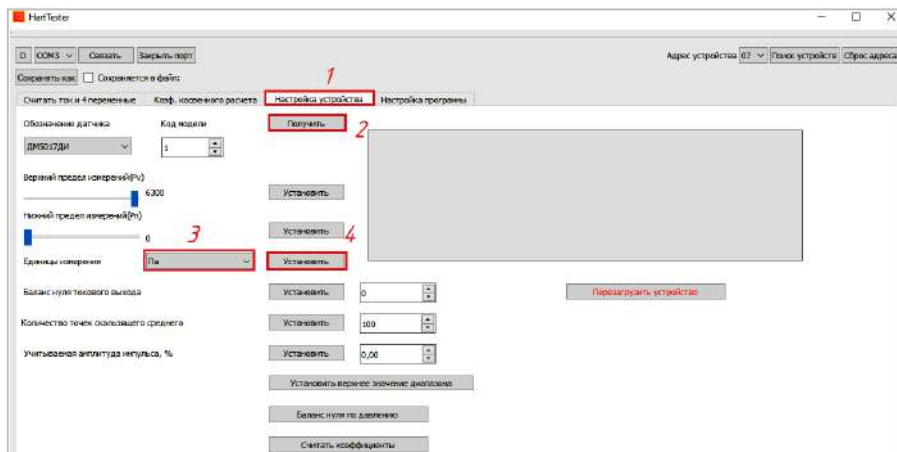 HartTester
О COM3 Связать Закрыть порт Адрес устройства 07 Поиск устройств Сброс адреса
Сохранять как Сохраняется в файл:
1
Считать ток и 4 переменные Коэф. косвенного расчета Настройка устройства Настройка программы
Обозначение датчика Код модели Получить 2
ДМ5017ДИ 1
Верхний предел измерений(Pv)
6300 Установить
Нижний предел измерений(Pn)
0 3 Установить 4
Единицы измерения Па Установить
Баланс нуля токового выхода Установить 0 Перезагрузить устройство
Количество точек скользящего среднего Установить 100
Учитываемая амплитуда импульса, % Установить 0,00
Установить верхнее значение диапазона
Баланс нуля по давлению
Считать коэффициенты